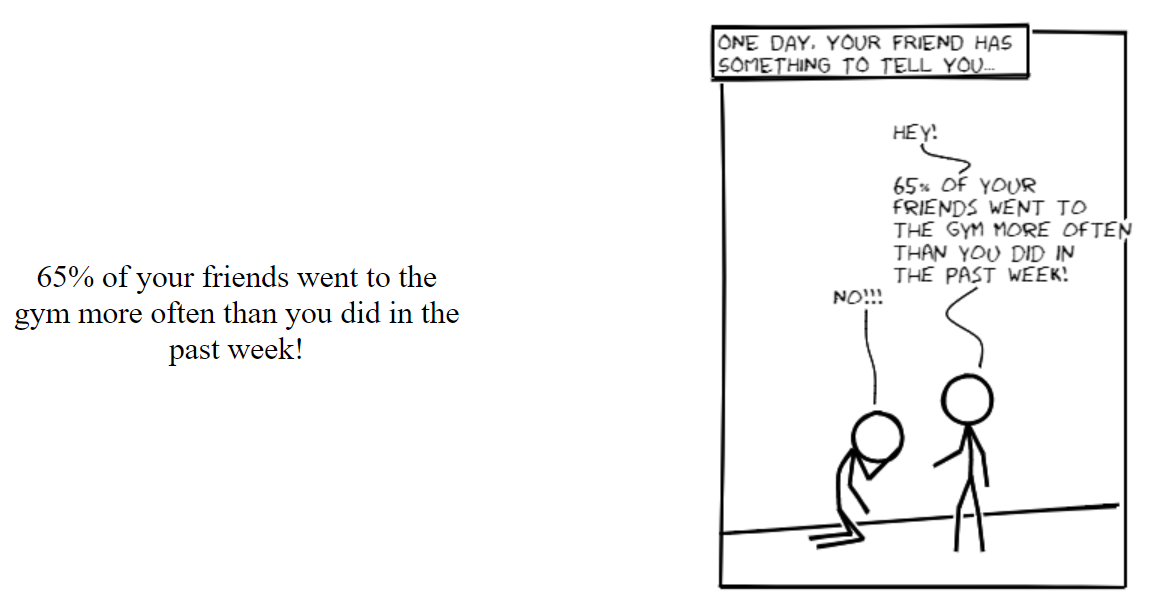 65% of your friends went to the
gym more often than you did in the
past week!
ONE DAY, YOUR FRIEND HAS
SOMETHING TO TELL YOU...
HEY!
65% OF YOUR
FRIENDS WENT TO
THE GYM MORE OFTEN
THAN YOU DID IN
THE PAST WEEK!
NO!!!